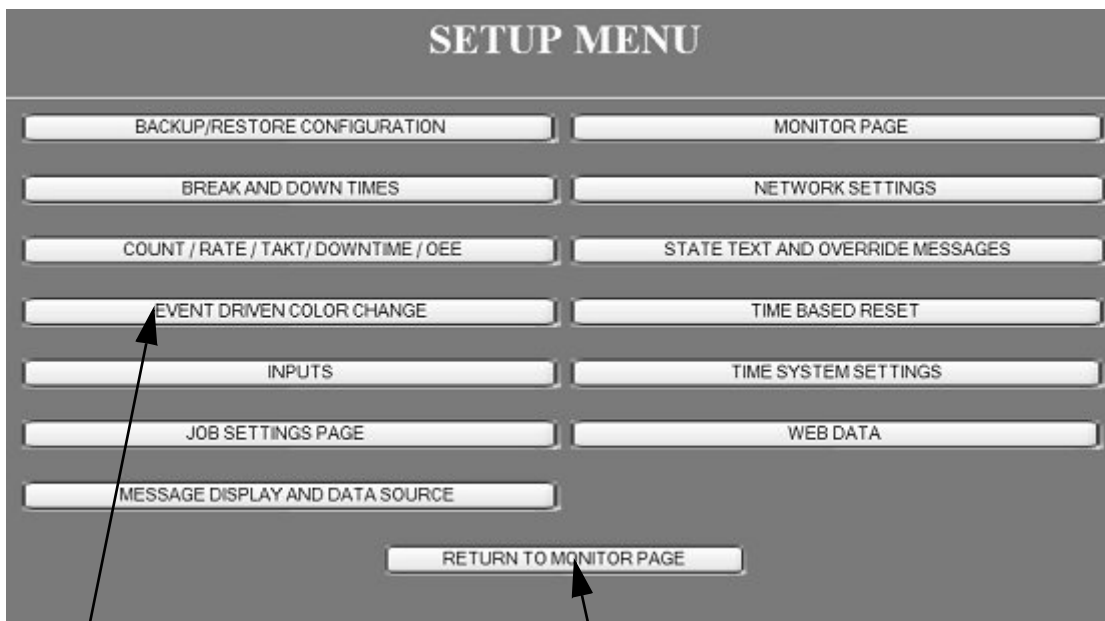 SETUP MENU
BACKUP/RESTORE CONFIGURATION
MONITOR PAGE
BREAK AND DOWN TIMES
NETWORK SETTINGS
COUNT / RATE / TAKT/ DOWNTIME / OEE
STATE TEXT AND OVERRIDE MESSAGES
EVENT DRIVEN COLOR CHANGE
TIME BASED RESET
INPUTS
TIME SYSTEM SETTINGS
JOB SETTINGS PAGE
WEB DATA
MESSAGE DISPLAY AND DATA SOURCE
RETURN TO MONITOR PAGE